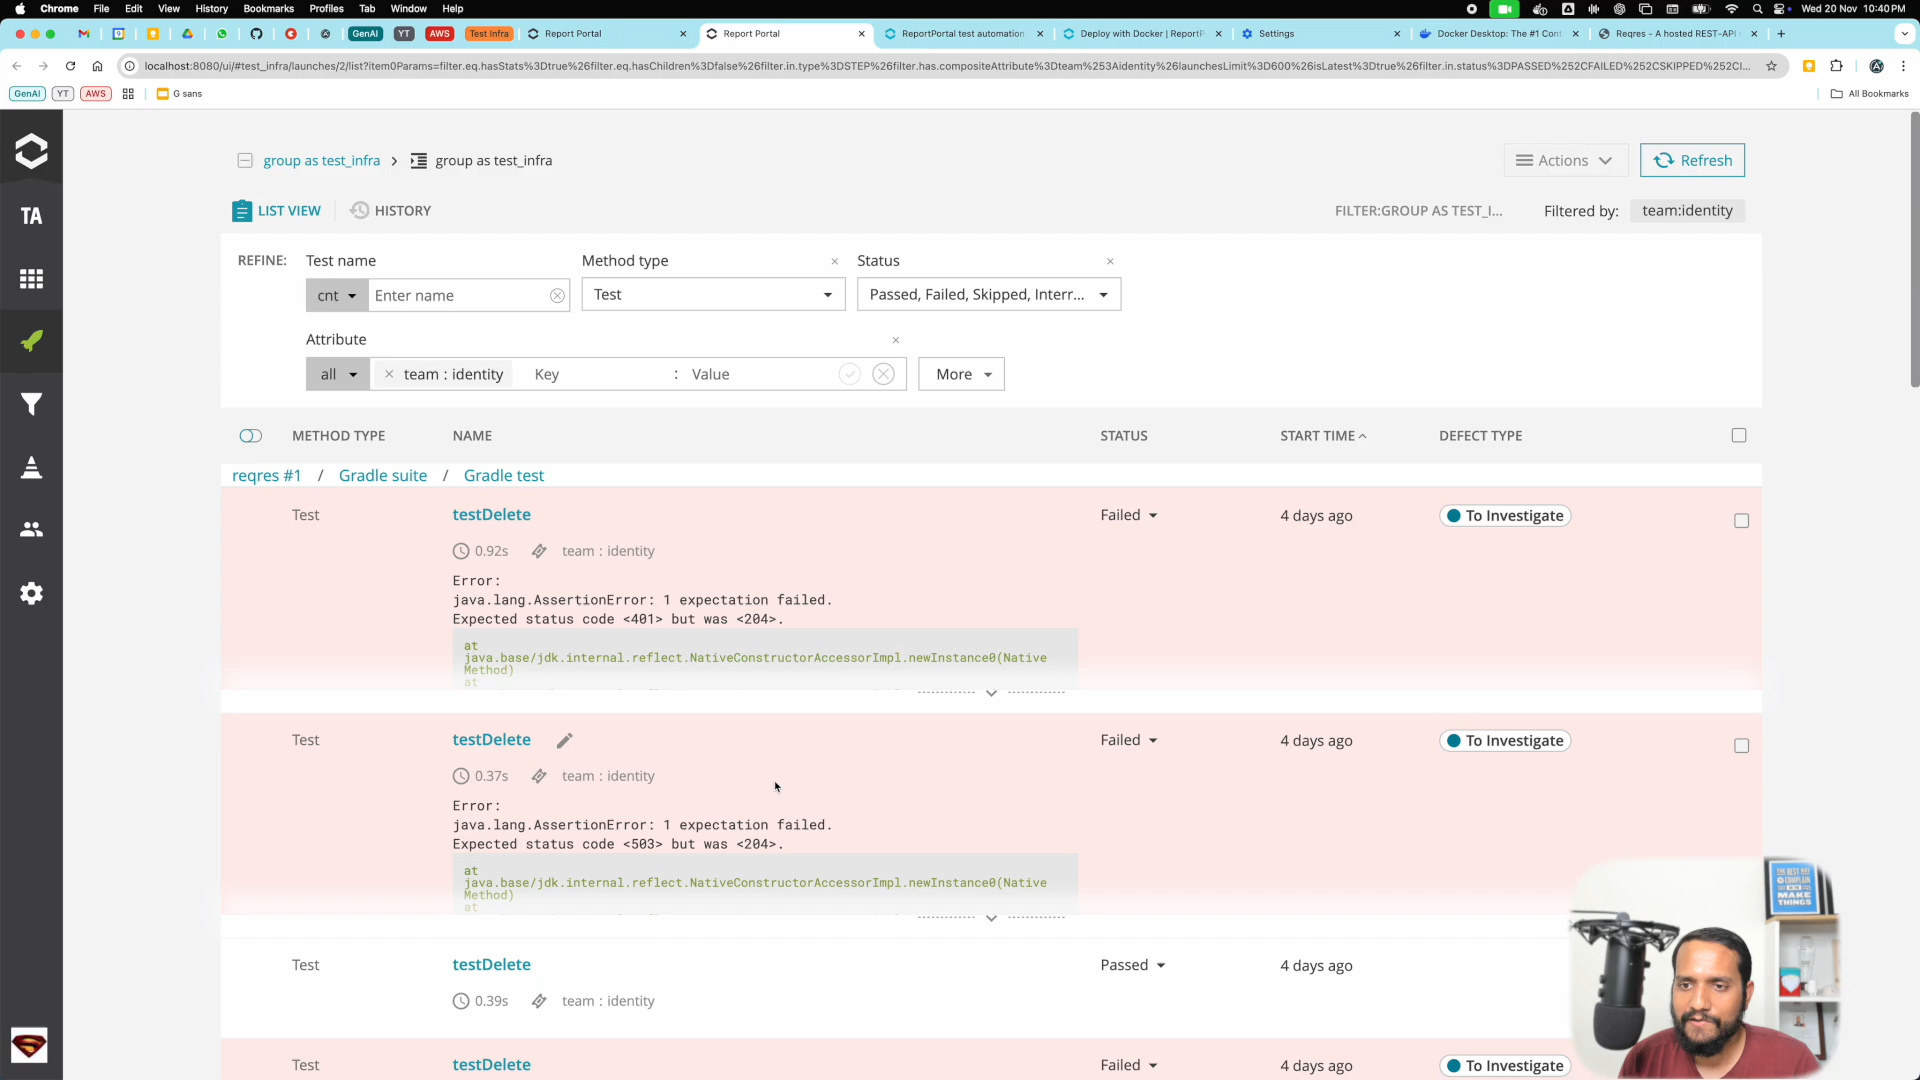 Chrome File Edit View History Bookmarks Profiles Tab Window Help Wed 20 Nov 10:40 PM
GenAI YT AWS Test Infra Report Portal Report Portal ReportPortal test automation Deploy with Docker | ReportP Settings Docker Desktop: The #1 Cont Reqres - A hosted REST-API
localhost:8080/ui/#test_infra/launches/2/list?item0Params=filter.eq.hasStats%3Dtrue%26filter.eq.hasChildren%3Dfalse%26filter.in.type%3DSTEP%26filter.has.compositeAttribute%3Dteam%253Aidentity%26launchesLimit%3D600%26isLatest%3Dtrue%26filter.in.status%3DPASSED%252CFAILED%252CSKIPPED%252CI...
GenAI YT AWS G sans All Bookmarks
group as test_infra > group as test_infra Actions Refresh
TA
LIST VIEW HISTORY FILTER:GROUP AS TEST_I... Filtered by: team:identity
REFINE: Test name Method type × Status ×
cnt Enter name Test Passed, Failed, Skipped, Interr...
Attribute ×
all × team : identity Key : Value More
METHOD TYPE NAME STATUS START TIME DEFECT TYPE
reqres #1 / Gradle suite / Gradle test
Test testDelete Failed 4 days ago To Investigate
0.92s team : identity
Error:
java.lang.AssertionError: 1 expectation failed.
Expected status code <401> but was <204>.
at
java.base/jdk.internal.reflect.NativeConstructorAccessorImpl.newInstance0(Native
Method)
at
Test testDelete Failed 4 days ago To Investigate
0.37s team : identity
Error:
java.lang.AssertionError: 1 expectation failed.
Expected status code <503> but was <204>.
at
java.base/jdk.internal.reflect.NativeConstructorAccessorImpl.newInstance0(Native
Method)
at
Test testDelete Passed 4 days ago
0.39s team : identity
Test testDelete Failed 4 days ago To Investigate
THE BEST WAY
TO COMPLAIN
IS TO
MAKE
THINGS